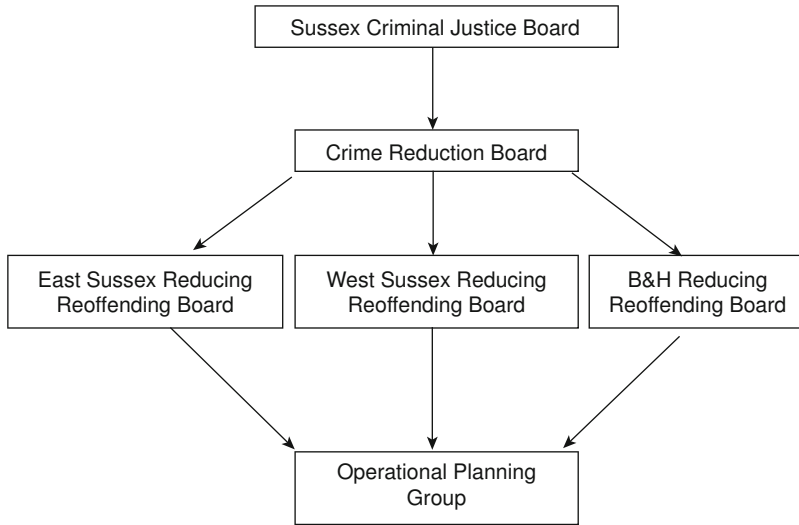 Sussex Criminal Justice Board
Crime Reduction Board
East Sussex Reducing
Reoffending Board
West Sussex Reducing
Reoffending Board
B&H Reducing
Reoffending Board
Operational Planning
Group